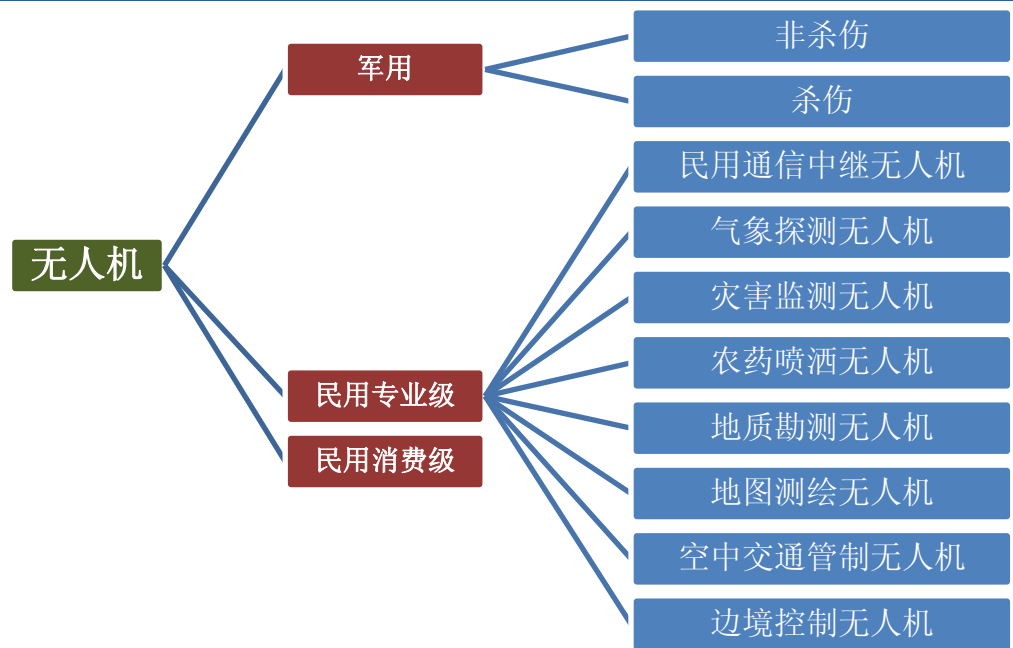 无人机
军用
非杀伤
杀伤
民用专业级
民用通信中继无人机
气象探测无人机
灾害监测无人机
农药喷洒无人机
地质勘测无人机
地图测绘无人机
空中交通管制无人机
边境控制无人机
民用消费级